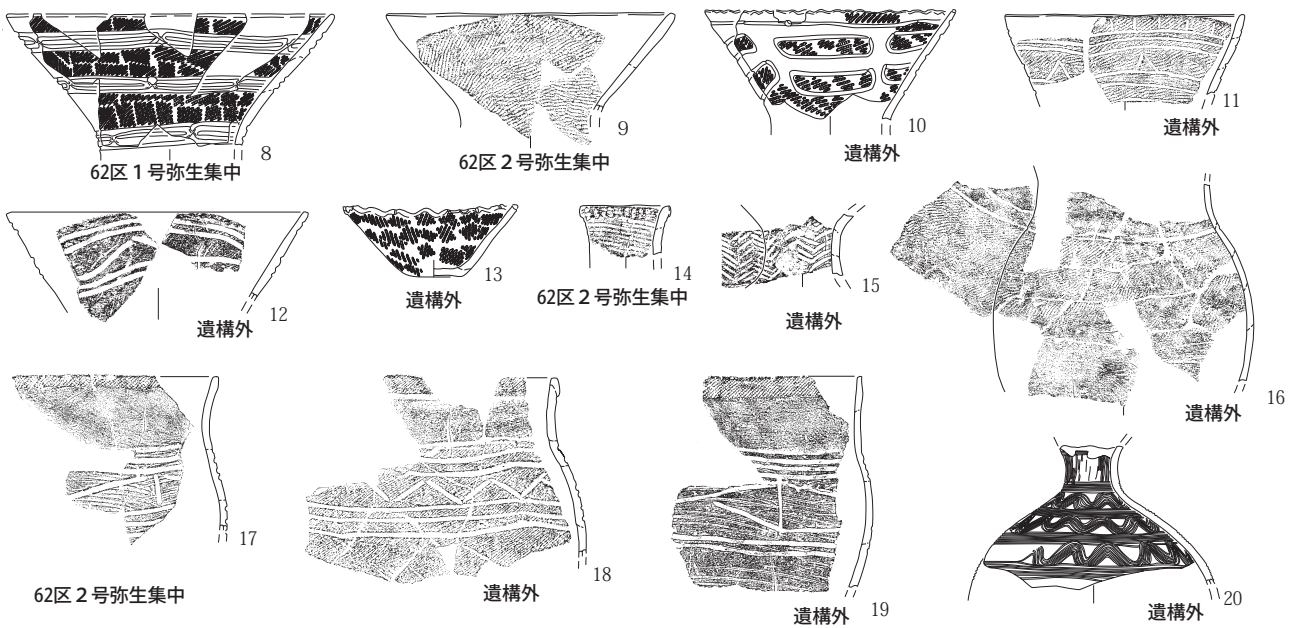 8
62区１号弥生集中
9
62区２号弥生集中
10
遺構外
11
遺構外
12
遺構外
13
遺構外
14
62区２号弥生集中
15
遺構外
16
遺構外
17
62区２号弥生集中
18
遺構外
19
遺構外
20
遺構外